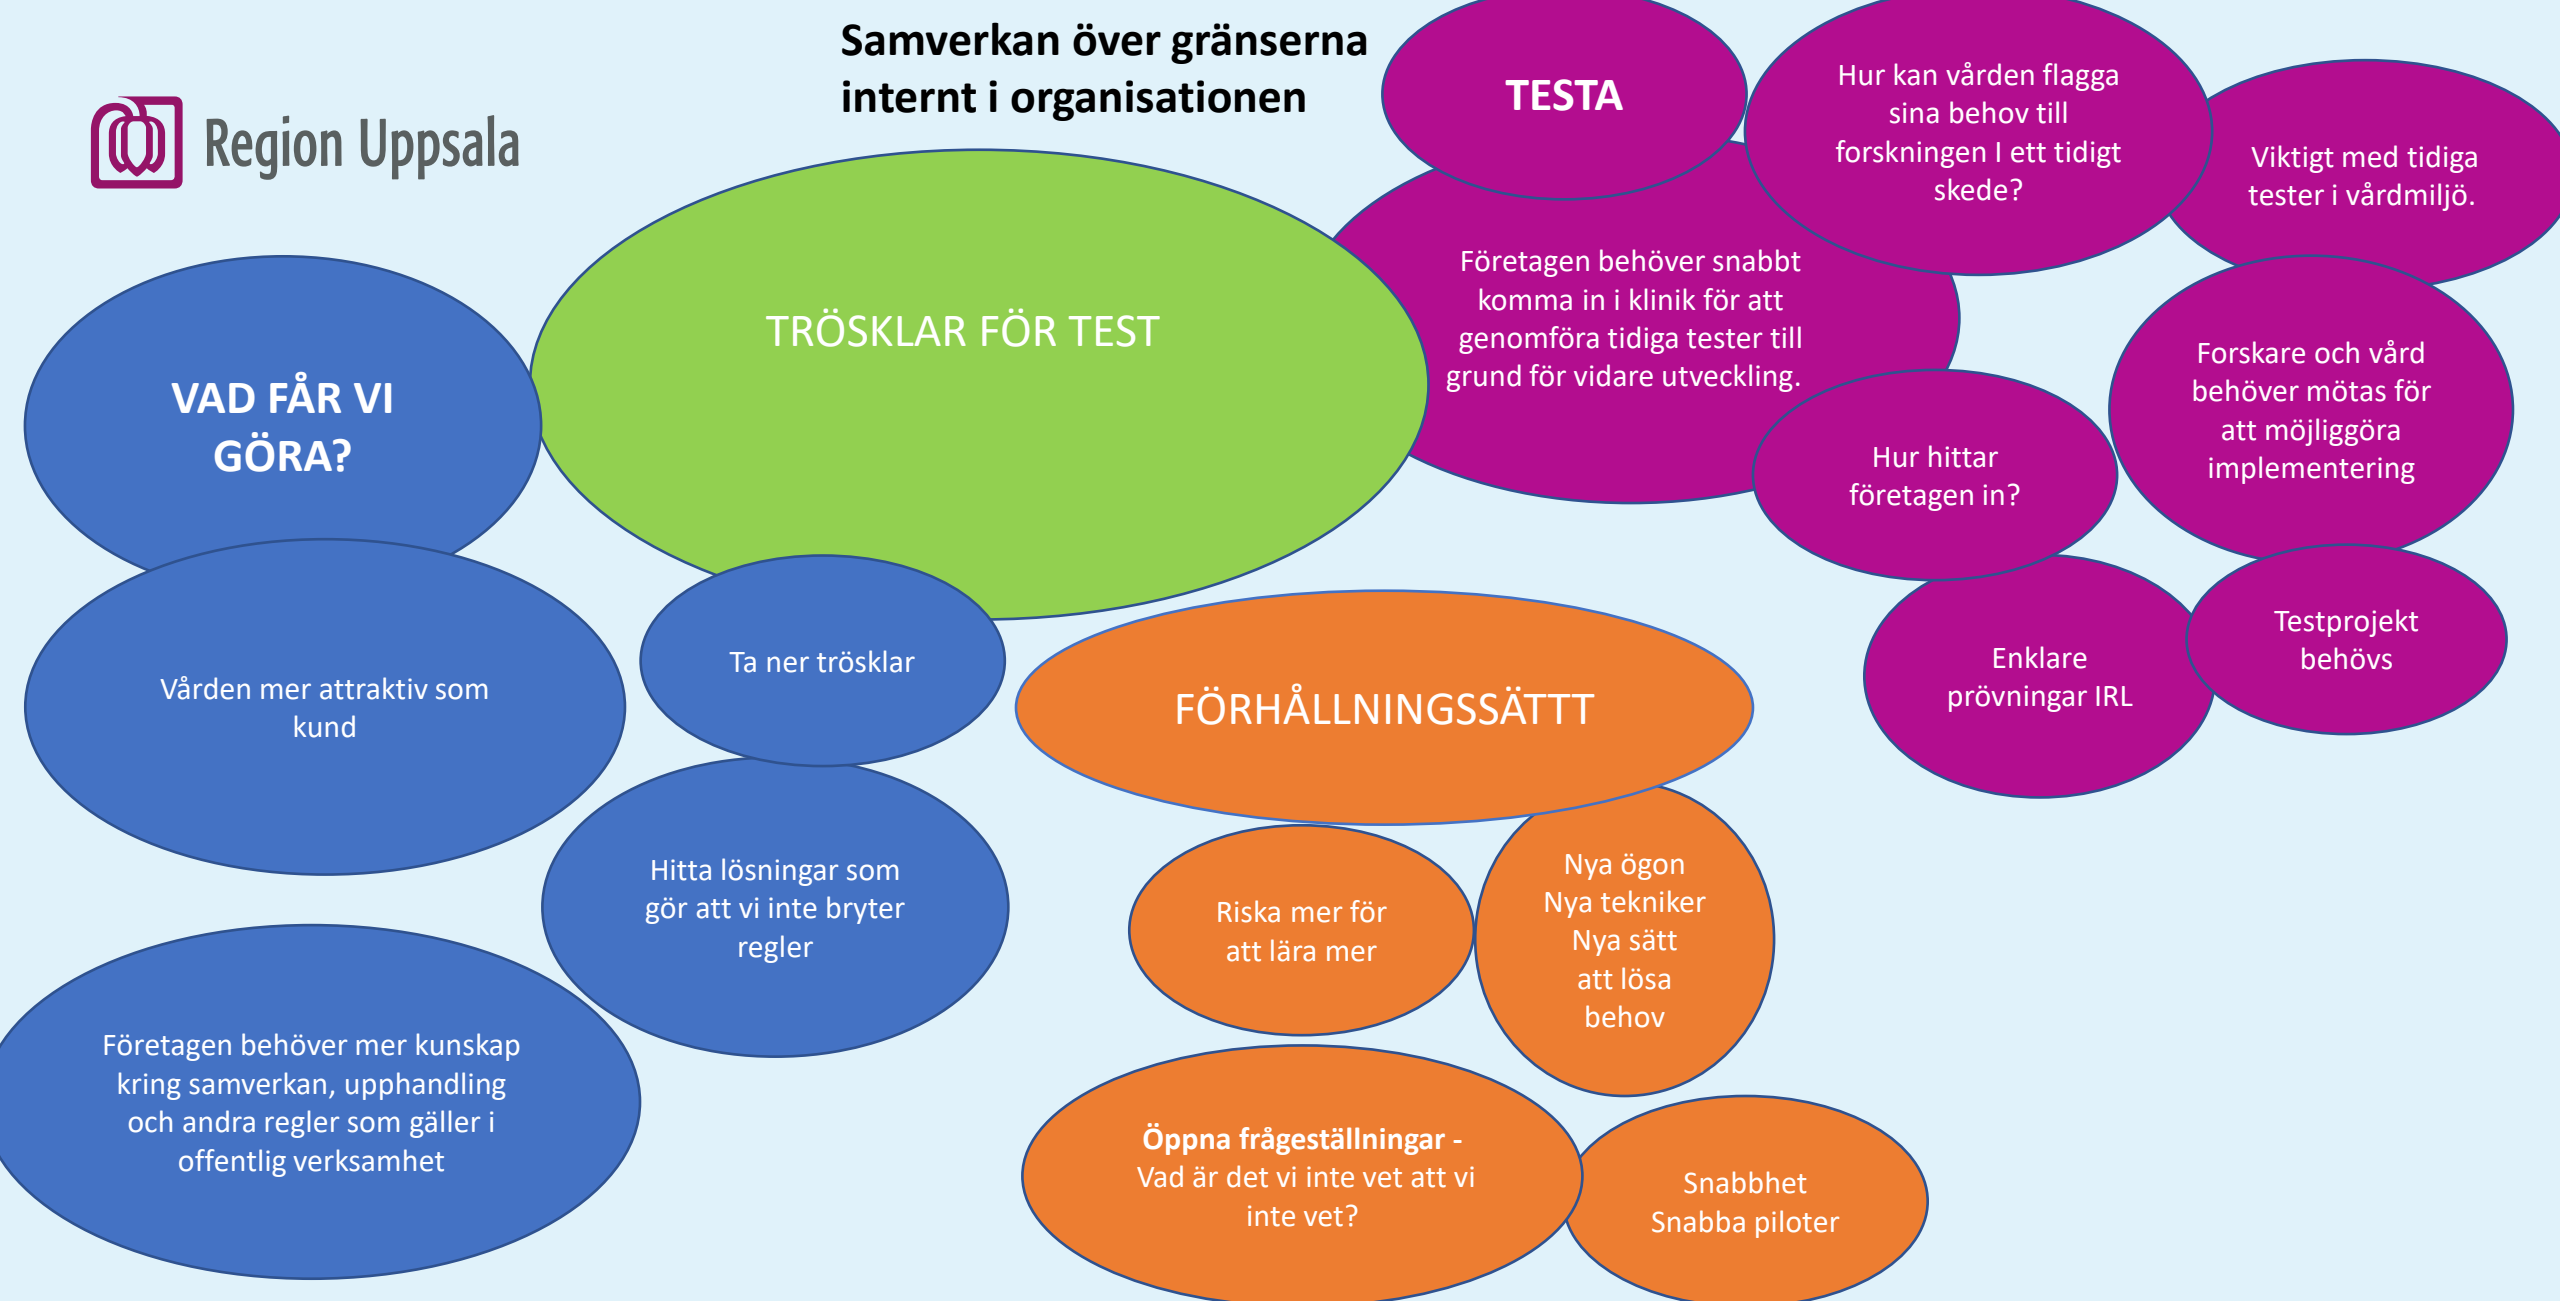 Samverkan över gränserna
internt i organisationen
Region Uppsala
TESTA
Hur kan vården flagga
sina behov till
forskningen I ett tidigt
skede?
Viktigt med tidiga
tester i vårdmiljö.
Företagen behöver snabbt
komma in i klinik för att
genomföra tidiga tester till
grund för vidare utveckling.
TRÖSKLAR FÖR TEST
VAD FÅR VI
GÖRA?
Forskare och vård
behöver mötas för
att möjliggöra
implementering
Hur hittar
företagen in?
Testprojekt
behövs
Enklare
prövningar IRL
Ta ner trösklar
Vården mer attraktiv som
kund
FÖRHÅLLNINGSSÄTTT
Hitta lösningar som
gör att vi inte bryter
regler
Riska mer för
att lära mer
Nya ögon
Nya tekniker
Nya sätt
att lösa
behov
Företagen behöver mer kunskap
kring samverkan, upphandling
och andra regler som gäller i
offentlig verksamhet
Öppna frågeställningar -
Vad är det vi inte vet att vi
inte vet?
Snabbhet
Snabba piloter